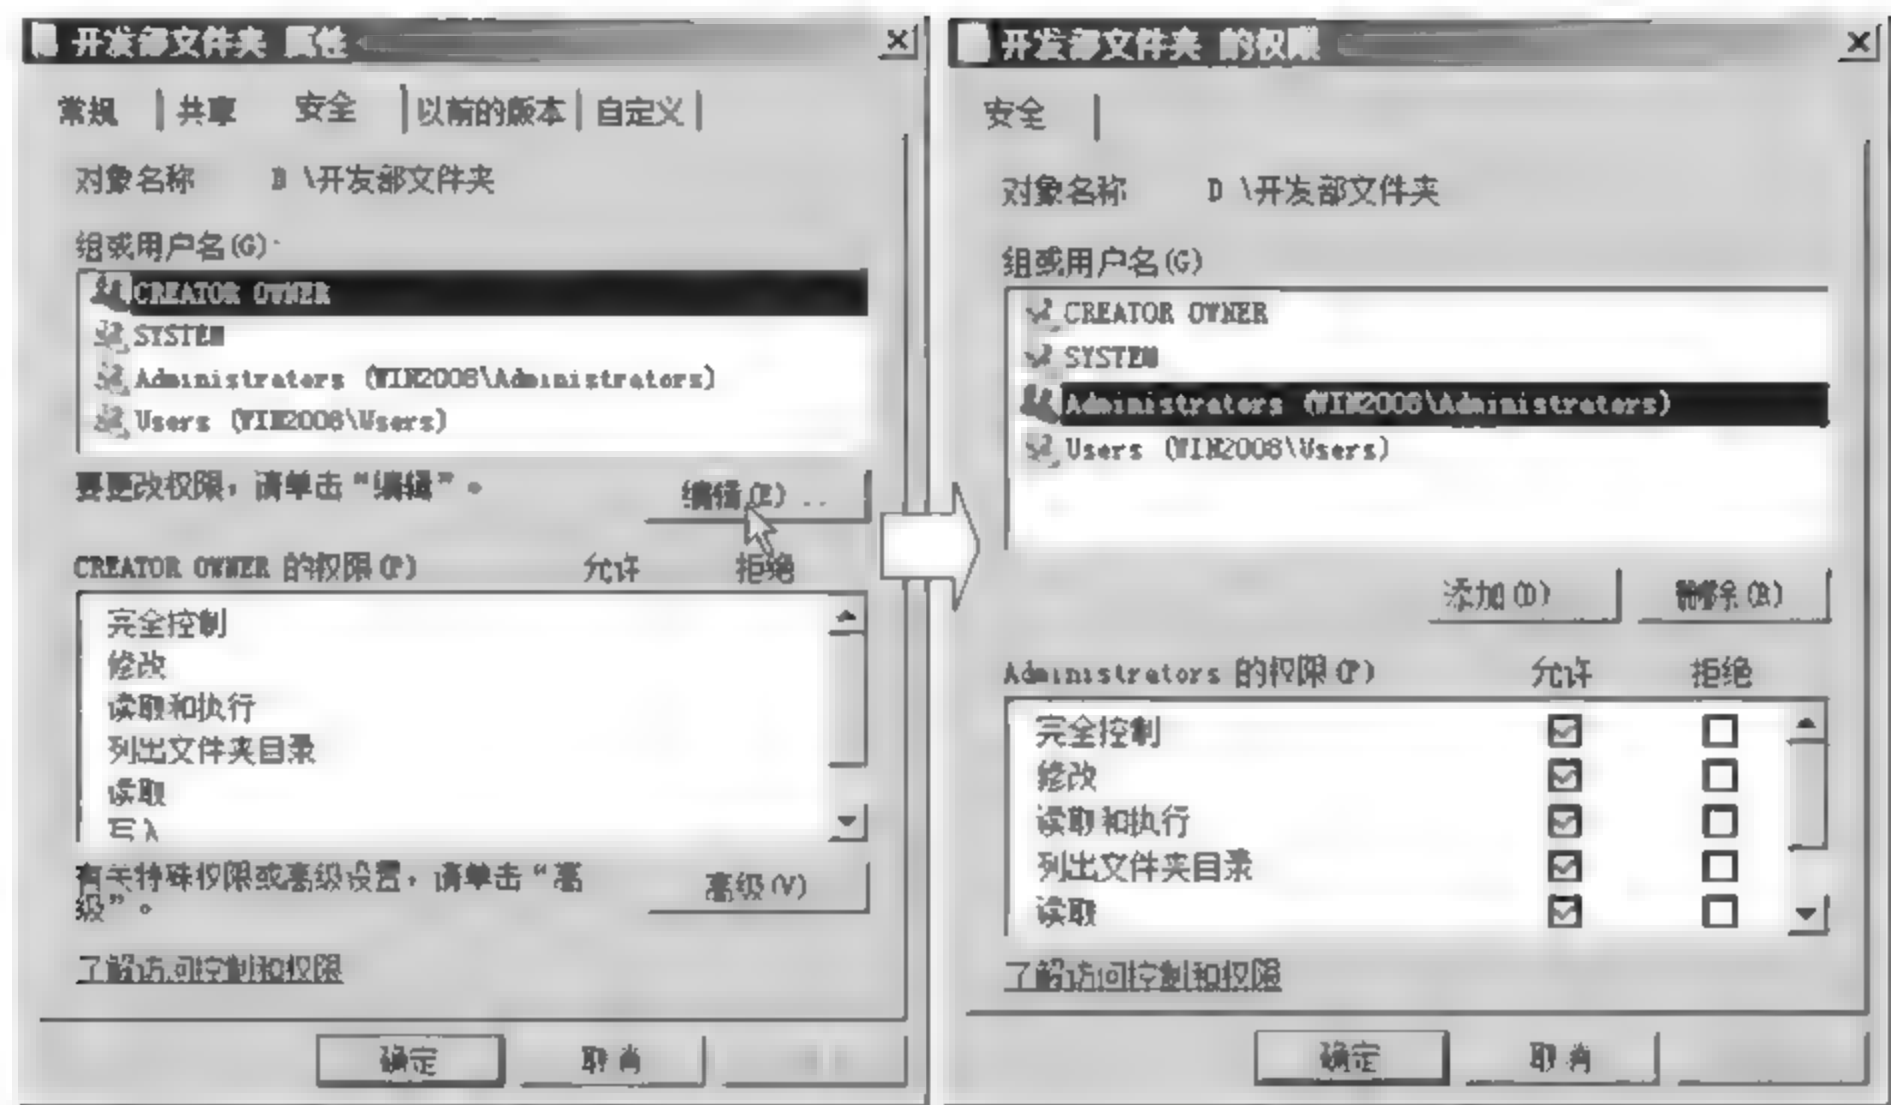 开发部文件夹 属性
常规 共享 安全 以前的版本 自定义
对象名称 D \开发部文件夹
组或用户名(G)
CREATOR OWNER
SYSTEM
Administrators (WIN2008\Administrators)
Users (WIN2008\Users)
要更改权限，请单击“编辑”。 编辑(E)...
CREATOR OWNER 的权限(P) 允许 拒绝
完全控制
修改
读取和执行
列出文件夹目录
读取
写入
有关特殊权限或高级设置，请单击“高
级”。 高级(V)
了解访问控制和权限
确定 取消
开发部文件夹 的权限
安全
对象名称 D \开发部文件夹
组或用户名(G)
CREATOR OWNER
SYSTEM
Administrators (WIN2008\Administrators)
Users (WIN2008\Users)
添加(D) 删除(R)
Administrators 的权限(P) 允许 拒绝
完全控制
修改
读取和执行
列出文件夹目录
读取
了解访问控制和权限
确定 取消